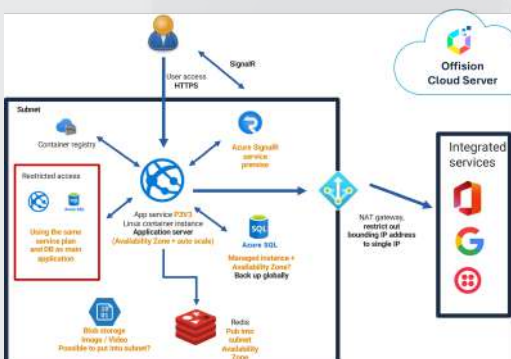 SignalR
Offision
Cloud Server
User access
HTTPS
Subnet
Container registry
Azure SignalR
service
premium
Integrated
services
Restricted access
Using the same
service plan
and DB as main
application
App service P2V3
Linux container instance
Application server
(Availability Zone + auto scale)
SQL
Azure SQL
Managed instance +
Availability Zone?
Back up globally
NAT gateway,
restrict out
bounding IP address
to single IP
Blob storage
Image / Video
Possible to put into subnet?
Redis
Put into
subnet
Availability
Zone